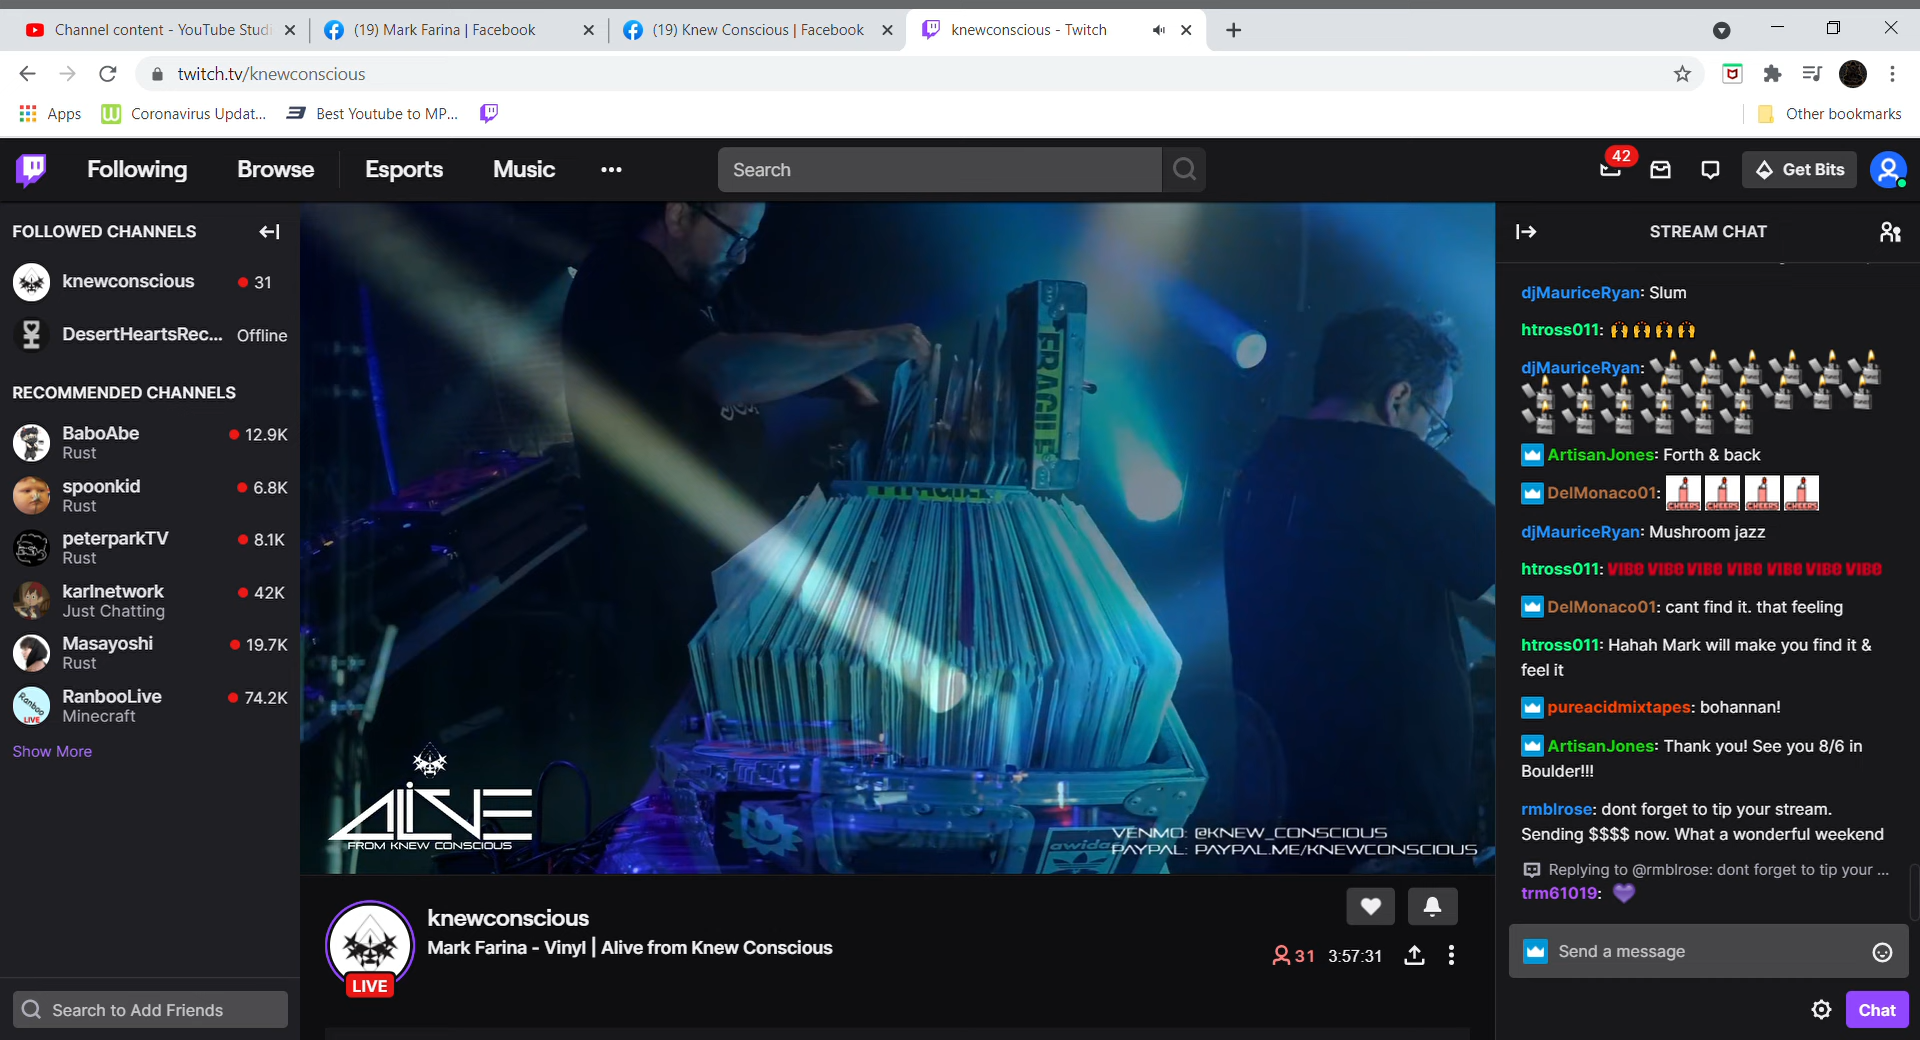 Channel content - YouTube Studi
(19) Mark Farina | Facebook
(19) Knew Conscious | Facebook
knewconscious - Twitch
twitch.tv/knewconscious
Apps
Coronavirus Updat...
Best Youtube to MP...
Other bookmarks
Following
Browse
Esports
Music
Search
42
Get Bits
FOLLOWED CHANNELS
knewconscious
31
DesertHeartsRec...
Offline
RECOMMENDED CHANNELS
BaboAbe
12.9K
Rust
spoonkid
6.8K
Rust
peterparkTV
8.1K
Rust
karlnetwork
42K
Just Chatting
Masayoshi
19.7K
Rust
RanbooLive
74.2K
Minecraft
Show More
Search to Add Friends
FRAGILE
FRAGILE
ALIVE
FROM KNEW CONSCIOUS
awida
VENMO: @KNEW_CONSCIOUS
PAYPAL: PAYPAL.ME/KNEWCONSCIOUS
LIVE
knewconscious
Mark Farina - Vinyl | Alive from Knew Conscious
31
3:57:31
STREAM CHAT
djMauriceRyan: Slum
htross011:
djMauriceRyan:
ArtisanJones: Forth & back
DelMonaco01: CHEERS CHEERS CHEERS CHEERS
djMauriceRyan: Mushroom jazz
htross011: VIBE VIBE VIBE VIBE VIBE VIBE VIBE
DelMonaco01: cant find it. that feeling
htross011: Hahah Mark will make you find it &
feel it
pureacidmixtapes: bohannan!
ArtisanJones: Thank you! See you 8/6 in
Boulder!!!
rmblrose: dont forget to tip your stream.
Sending $$$$ now. What a wonderful weekend
Replying to @rmblrose: dont forget to tip your ...
trm61019:
Send a message
Chat